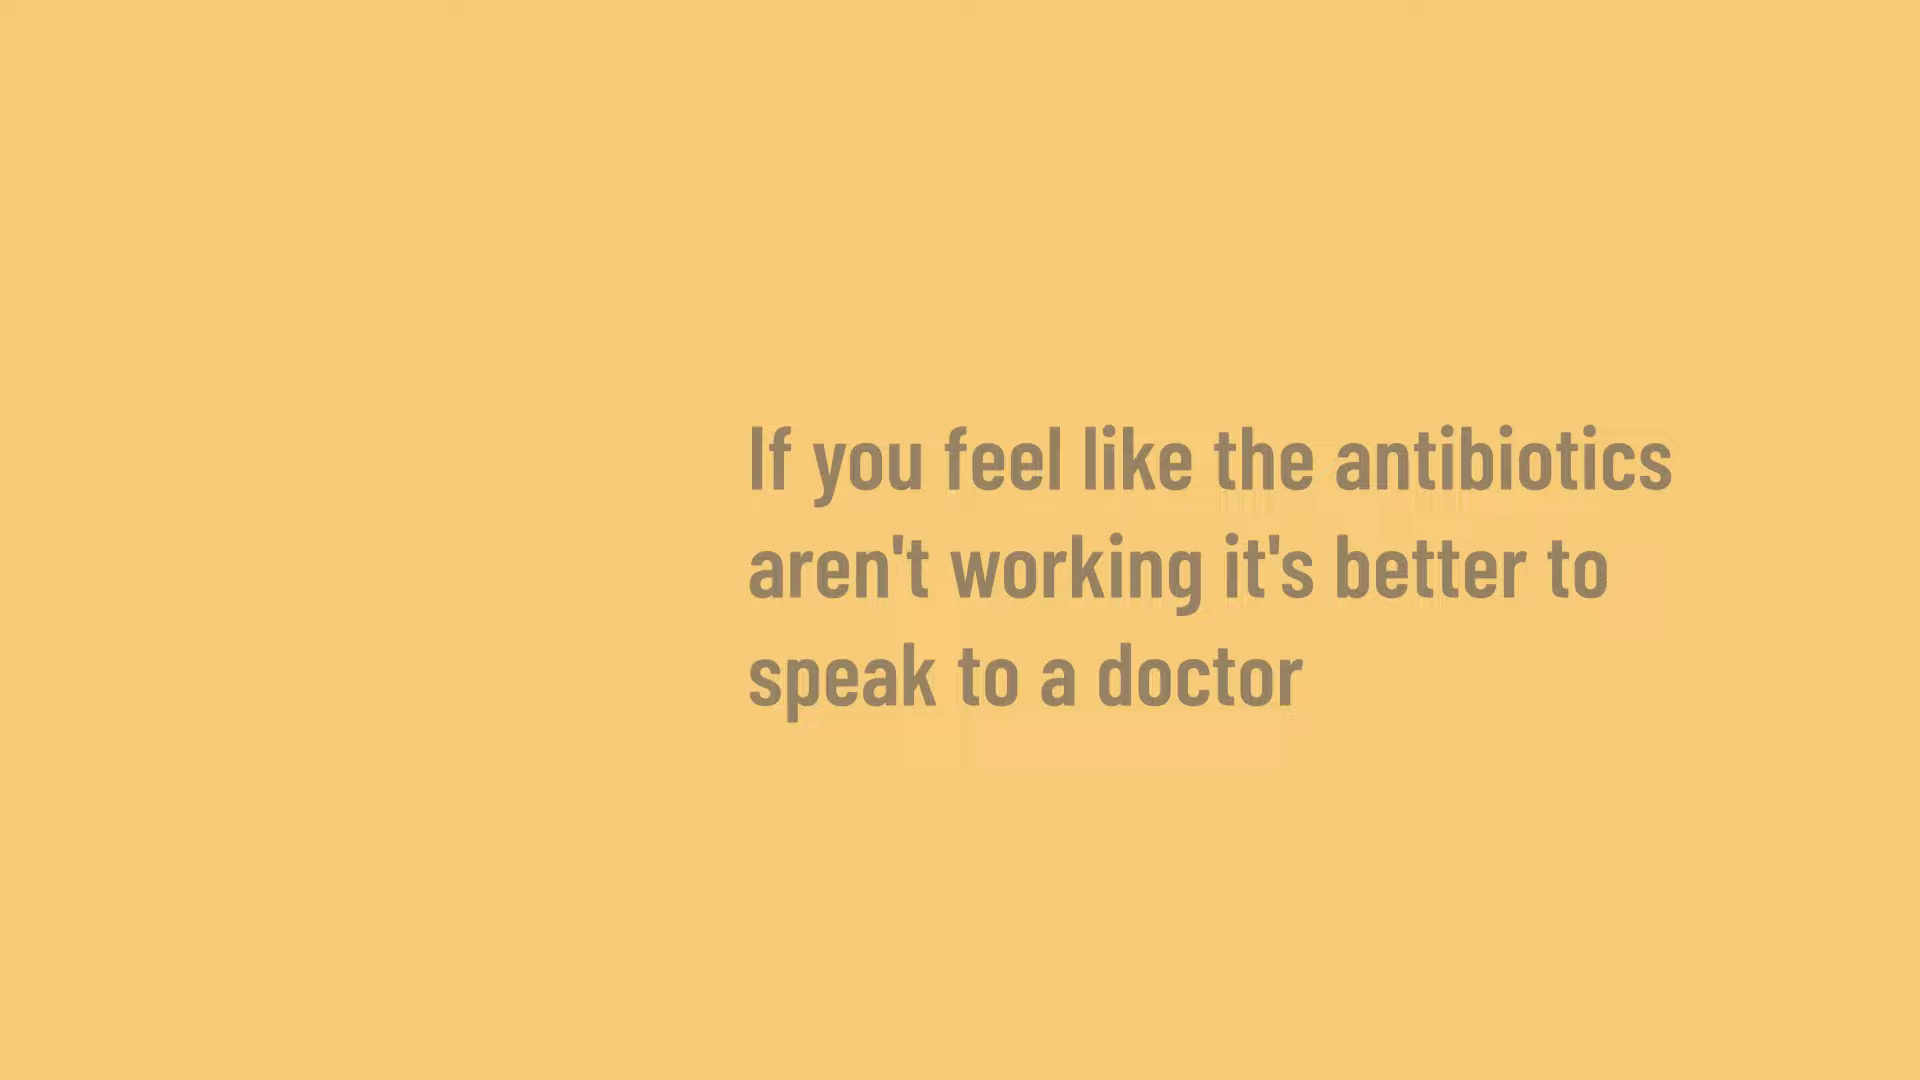 If you feel like the antibiotics
aren't working it's better to
speak to a doctor